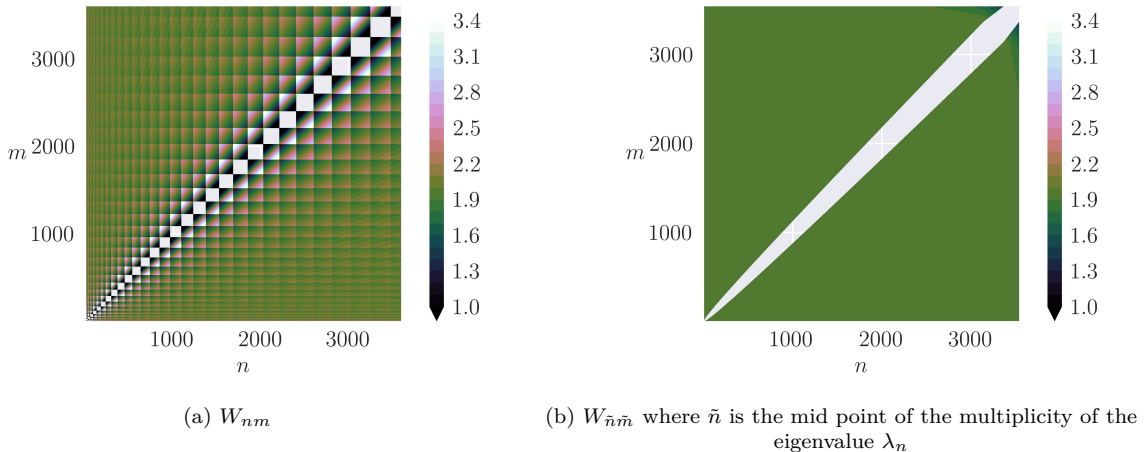 3.4
3.1
2.8
2.5
2.2
1.9
1.6
1.3
1.0
3000
2000
1000
m
1000 2000 3000
n
(a) W_{nm}
3.4
3.1
2.8
2.5
2.2
1.9
1.6
1.3
1.0
3000
2000
1000
m
1000 2000 3000
n
(b) W_{ñm̃} where ñ is the mid point of the multiplicity of the
eigenvalue λ_n